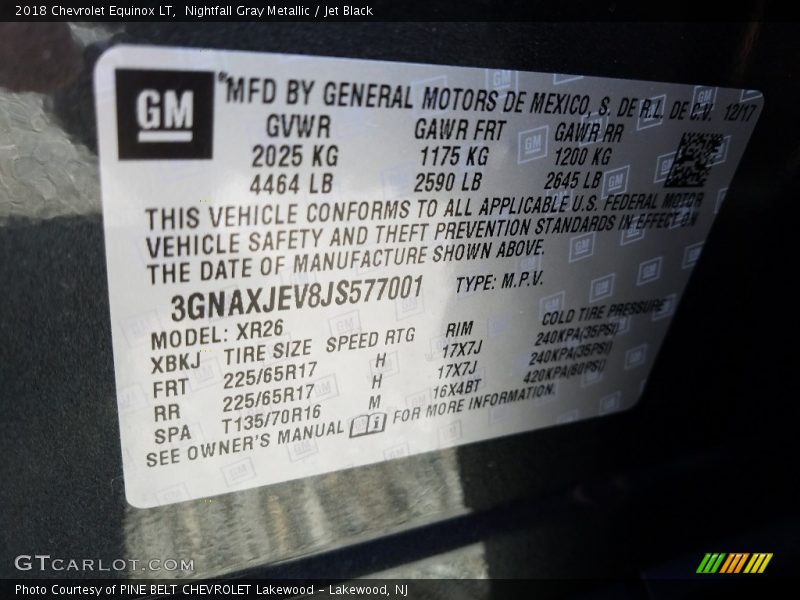 2018 Chevrolet Equinox LT,  Nightfall Gray Metallic / Jet Black
GM
®MFD BY GENERAL MOTORS DE MEXICO, S. DE R.L. DE C.V. 12/17
GVWR GAWR FRT GAWR RR
2025 KG 1175 KG 1200 KG
4464 LB 2590 LB 2645 LB
THIS VEHICLE CONFORMS TO ALL APPLICABLE U.S. FEDERAL MOTOR
VEHICLE SAFETY AND THEFT PREVENTION STANDARDS IN EFFECT ON
THE DATE OF MANUFACTURE SHOWN ABOVE.
3GNAXJEV8JS577001 TYPE: M.P.V.
MODEL: XR26
XBKJ TIRE SIZE SPEED RTG RIM COLD TIRE PRESSURE
FRT 225/65R17 H 17X7J 240KPA(35PSI)
RR 225/65R17 H 17X7J 240KPA(35PSI)
SPA T135/70R16 M 16X4BT 420KPA(60PSI)
SEE OWNER'S MANUAL FOR MORE INFORMATION.
GTCARLOT.COM
Photo Courtesy of PINE BELT CHEVROLET Lakewood - Lakewood, NJ